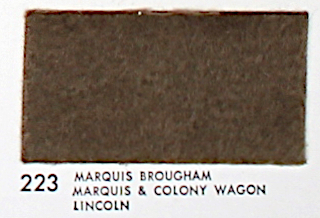 223 MARQUIS BROUGHAM
MARQUIS & COLONY WAGON
LINCOLN